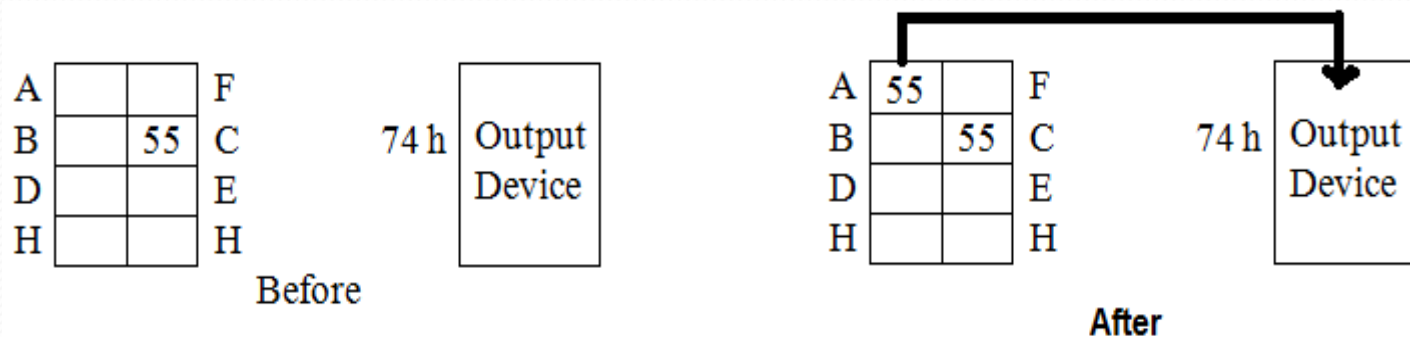 A F
B 55 C
D E
H H
74 h
Output
Device
Before
A 55 F
B 55 C
D E
H H
74 h
Output
Device
After